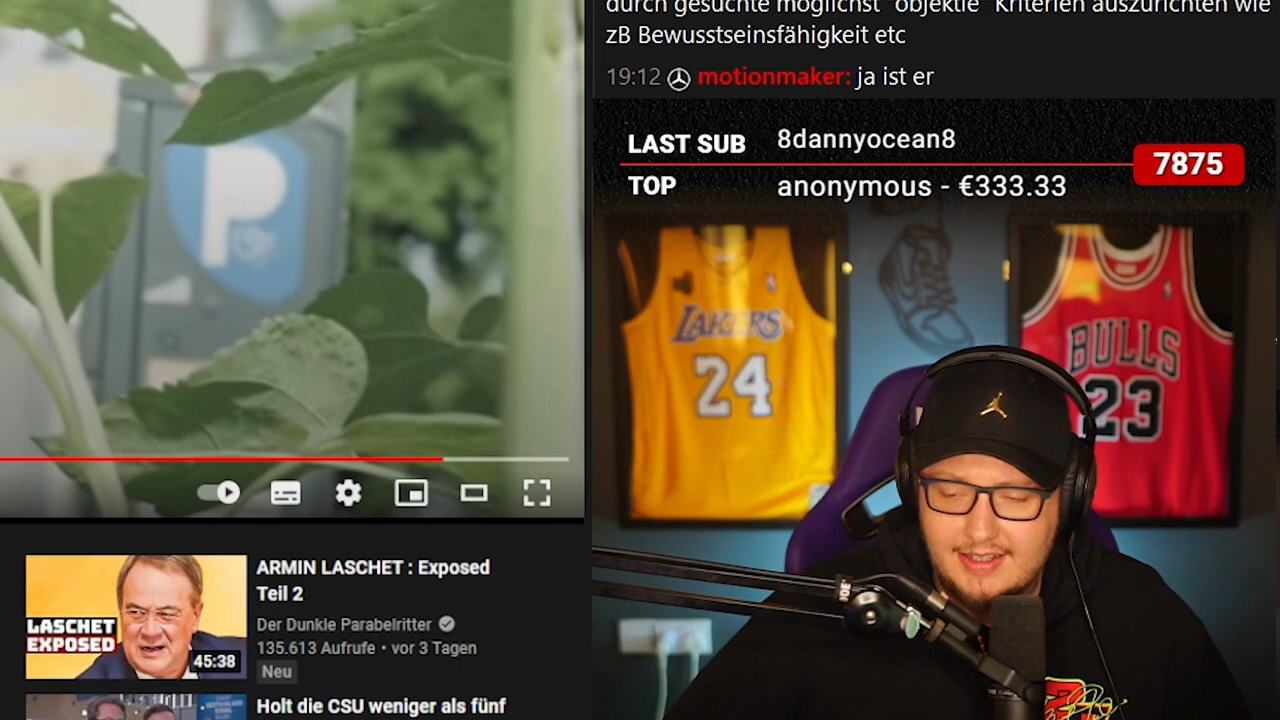 durch gesuchte möglichst "objektie" Kriterien auszurichten wie
zB Bewusstseinsfähigkeit etc
19:12 motionmaker: ja ist er
LAST SUB 8dannyocean8
7875
TOP anonymous - €333.33
P
LAKERS
24
BULLS
23
JOE
ARMIN LASCHET : Exposed
Teil 2
Der Dunkle Parabelritter
135.613 Aufrufe • vor 3 Tagen
Neu
LASCHET
EXPOSED
45:38
Holt die CSU weniger als fünf